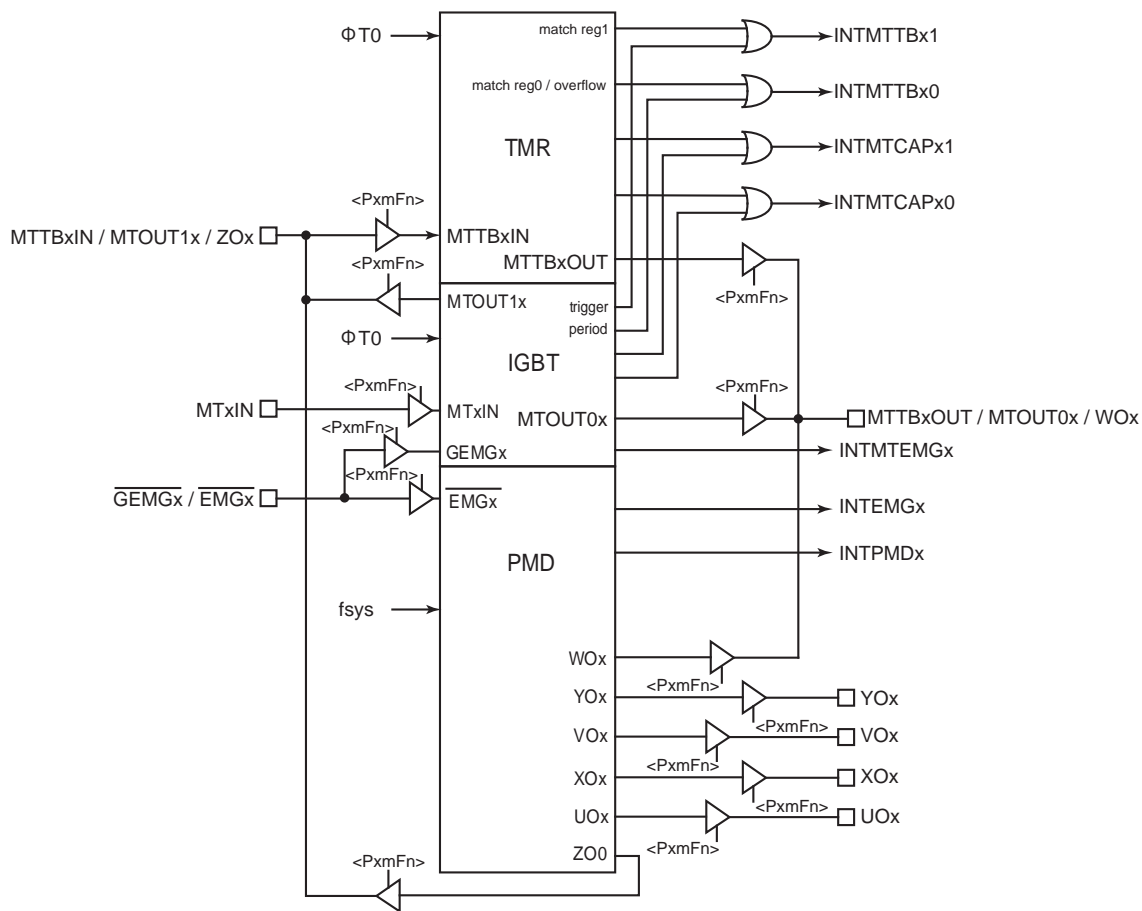 ΦT0
match reg1
INTMTTBx1
match reg0 / overflow
INTMTTBx0
TMR
INTMTCAPx1
<PxmFn>
INTMTCAPx0
MTTBxIN / MTOUT1x / ZOx
MTTBxIN
MTTBxOUT
<PxmFn>
<PxmFn>
MTOUT1x
trigger
period
ΦT0
IGBT
<PxmFn>
<PxmFn>
MTxIN
MTxIN
MTOUT0x
MTTBxOUT / MTOUT0x / WOx
<PxmFn>
GEMGx
INTMTEMGx
<PxmFn>
GEMGx / EMGx
EMGx
INTEMGx
PMD
INTPMDx
fsys
WOx
<PxmFn>
YOx
YOx
<PxmFn>
VOx
VOx
<PxmFn>
XOx
XOx
<PxmFn>
UOx
UOx
<PxmFn>
ZO0
<PxmFn>